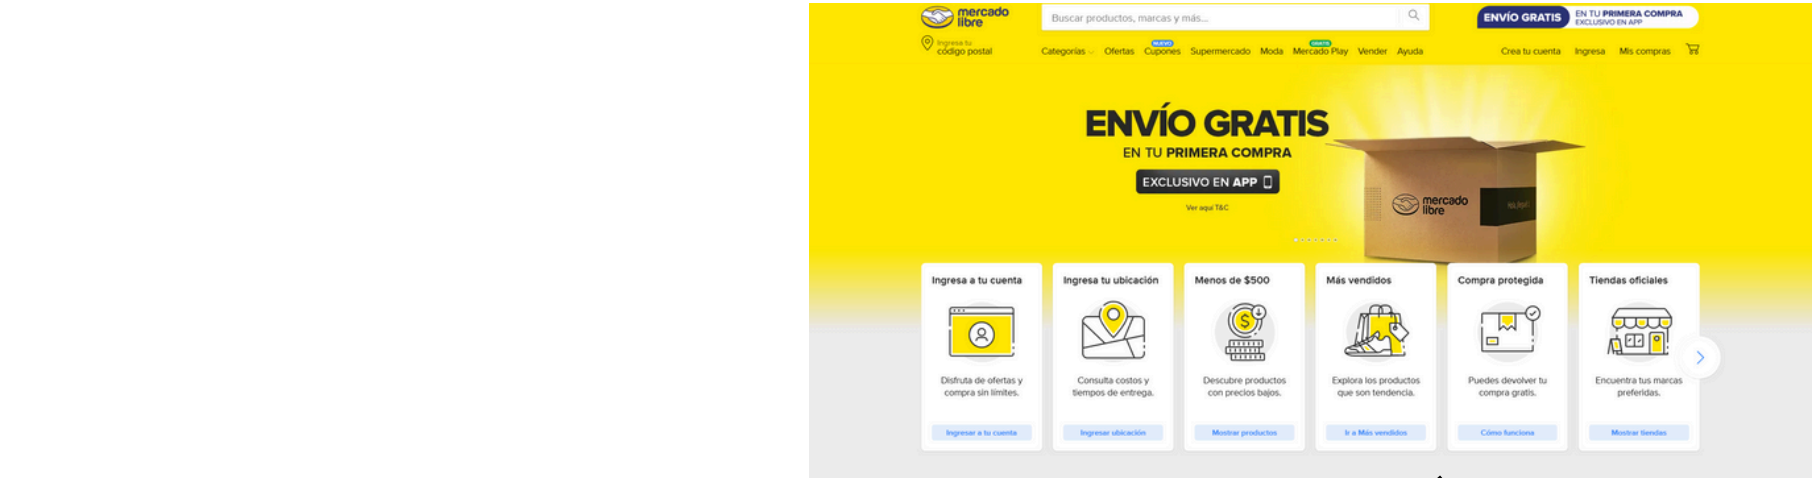 mercado
libre
Buscar productos, marcas y más...
ENVÍO GRATIS
EN TU PRIMERA COMPRA
EXCLUSIVO EN APP
Ingresa tu
código postal
NUEVO
GRATIS
Categorías Ofertas Cupones Supermercado Moda Mercado Play Vender Ayuda
Crea tu cuenta Ingresa Mis compras
ENVÍO GRATIS
EN TU PRIMERA COMPRA
EXCLUSIVO EN APP
Ver aquí T&C
mercado
libre
Ingresa a tu cuenta
Disfruta de ofertas y
compra sin límites.
Ingresar a tu cuenta
Ingresa tu ubicación
Consulta costos y
tiempos de entrega.
Ingresar ubicación
Menos de $500
Descubre productos
con precios bajos.
Mostrar productos
Más vendidos
Explora los productos
que son tendencia.
Ir a Más vendidos
Compra protegida
Puedes devolver tu
compra gratis.
Cómo funciona
Tiendas oficiales
Encuentra tus marcas
preferidas.
Mostrar tiendas